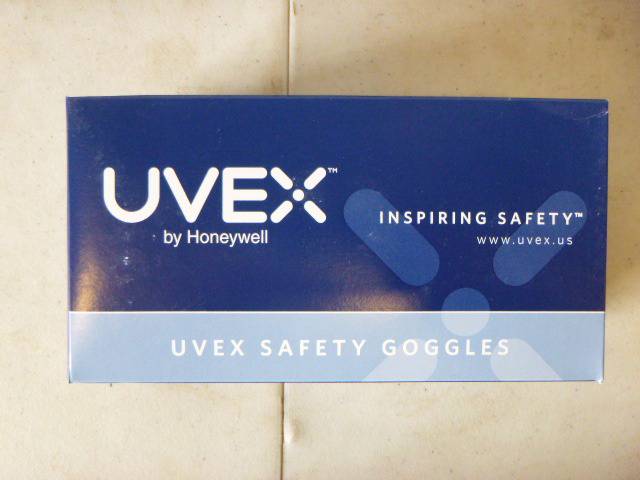 UVEX™
by Honeywell
INSPIRING SAFETY™
www.uvex.us
UVEX SAFETY GOGGLES